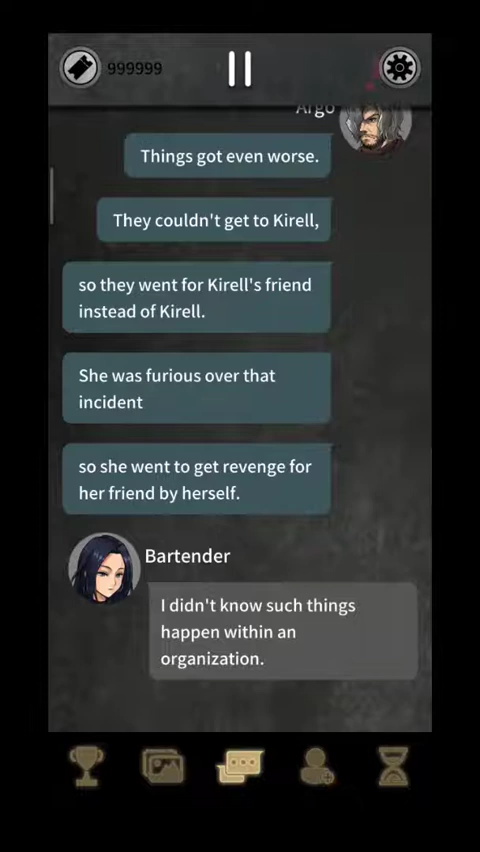 999999
Argo
Things got even worse.
They couldn't get to Kirell,
so they went for Kirell's friend
instead of Kirell.
She was furious over that
incident
so she went to get revenge for
her friend by herself.
Bartender
I didn't know such things
happen within an
organization.